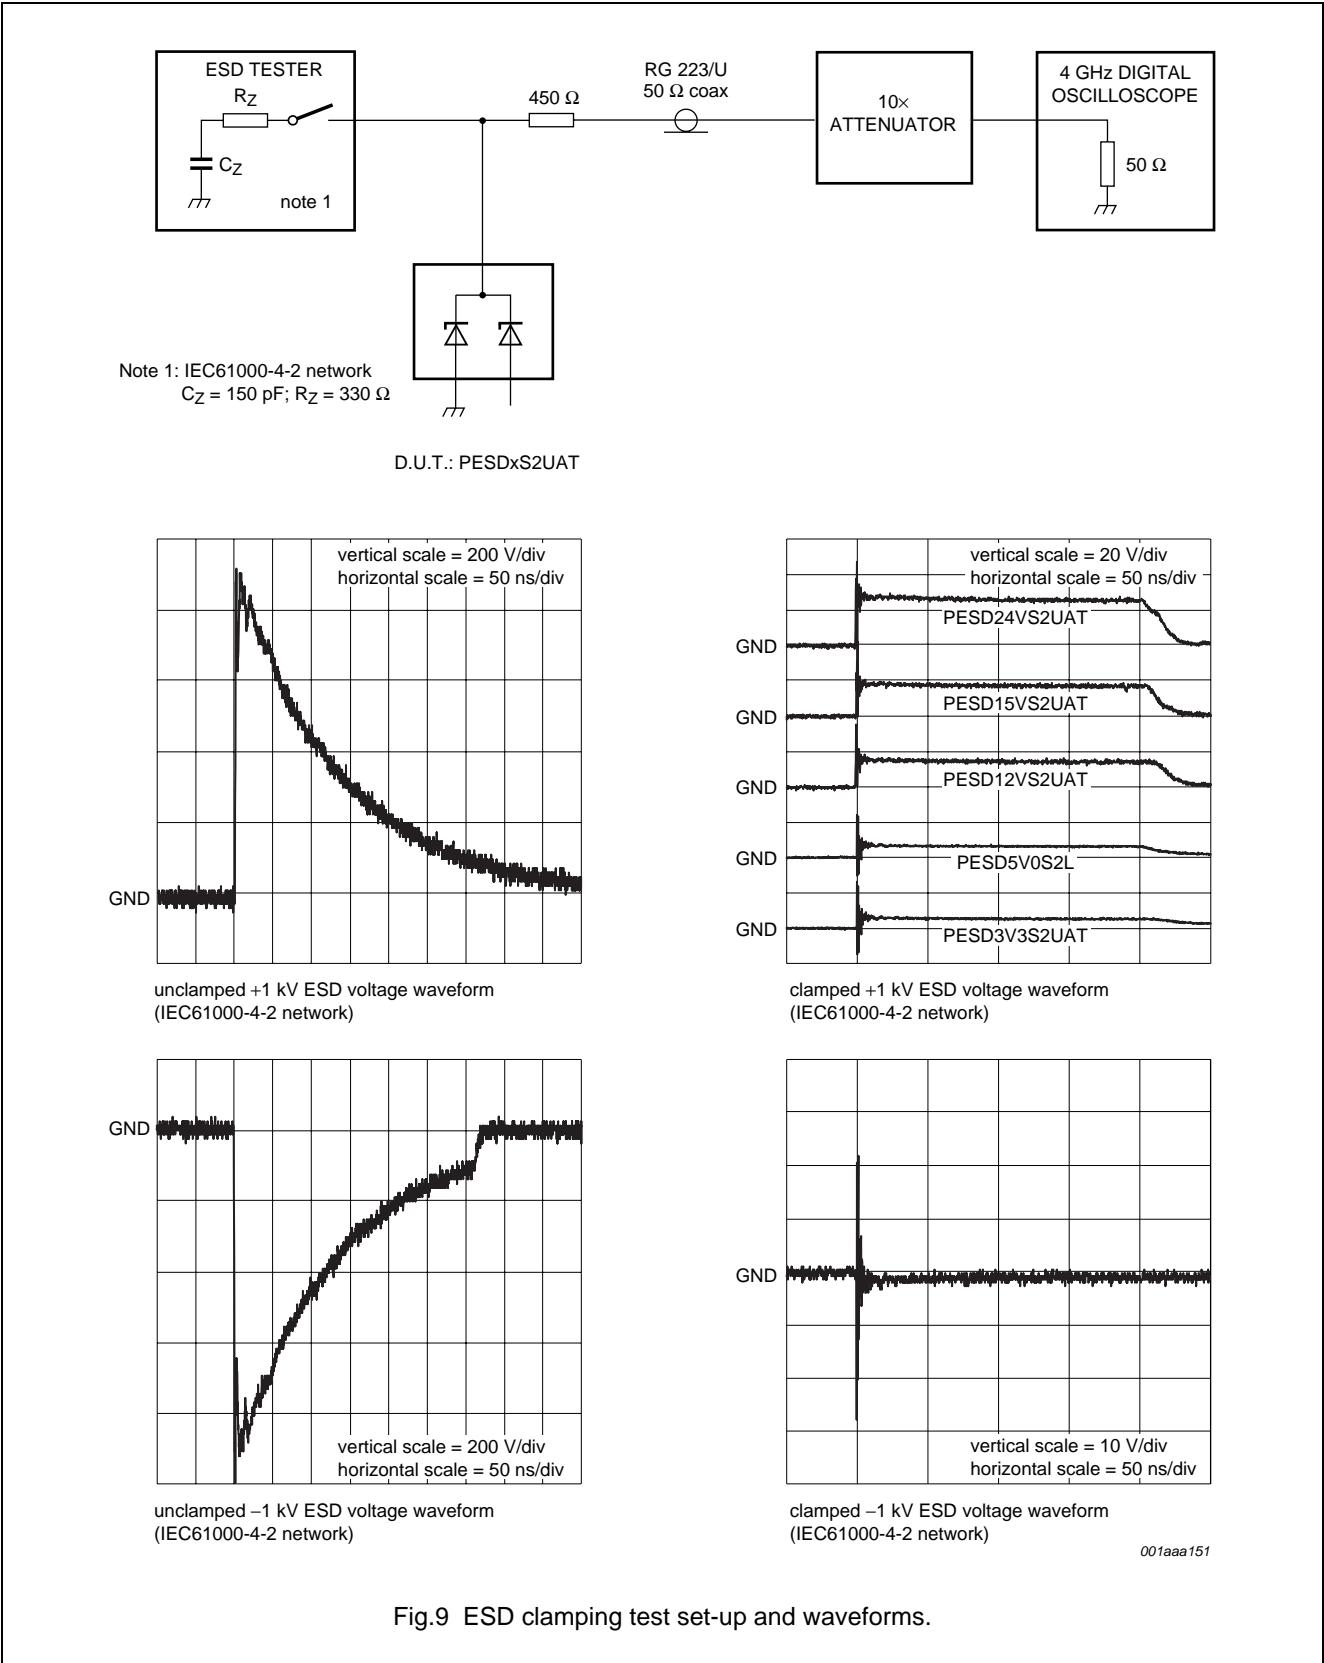 ESD TESTER
RZ
CZ
note 1
450 Ω
RG 223/U
50 Ω coax
10×
ATTENUATOR
4 GHz DIGITAL
OSCILLOSCOPE
50 Ω
Note 1: IEC61000-4-2 network
CZ = 150 pF; RZ = 330 Ω
D.U.T.: PESDxS2UAT
vertical scale = 200 V/div
horizontal scale = 50 ns/div
GND
unclamped +1 kV ESD voltage waveform
(IEC61000-4-2 network)
vertical scale = 20 V/div
horizontal scale = 50 ns/div
PESD24VS2UAT
GND
PESD15VS2UAT
GND
PESD12VS2UAT
GND
GND
PESD5V0S2L
GND
PESD3V3S2UAT
clamped +1 kV ESD voltage waveform
(IEC61000-4-2 network)
GND
vertical scale = 200 V/div
horizontal scale = 50 ns/div
unclamped −1 kV ESD voltage waveform
(IEC61000-4-2 network)
GND
vertical scale = 10 V/div
horizontal scale = 50 ns/div
clamped −1 kV ESD voltage waveform
(IEC61000-4-2 network)
001aaa151
Fig.9 ESD clamping test set-up and waveforms.